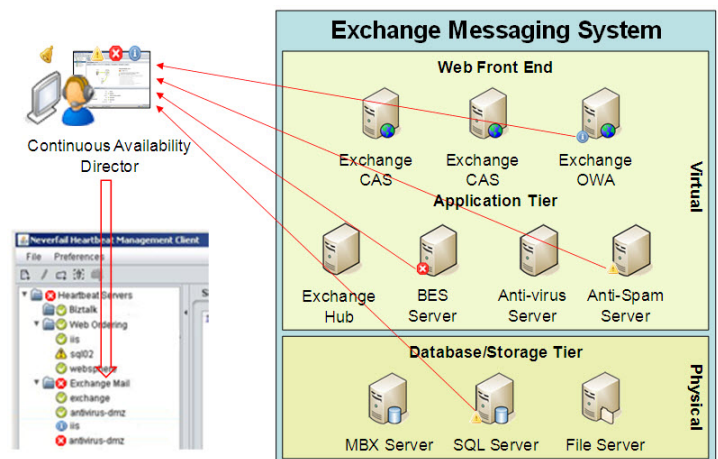 Exchange Messaging System
Web Front End
Exchange
CAS
Exchange
CAS
Exchange
OWA
Virtual
Application Tier
Exchange
Hub
BES
Server
Anti-virus
Server
Anti-Spam
Server
Database/Storage Tier
Physical
MBX Server
SQL Server
File Server
Continuous Availability
Director
Neverfail Heartbeat Management Client
File Preferences
Heartbeat Servers
Biztalk
Web Ordering
iis
sql02
websphere
Exchange Mail
exchange
antivirus-dmz
iis
antivirus-dmz